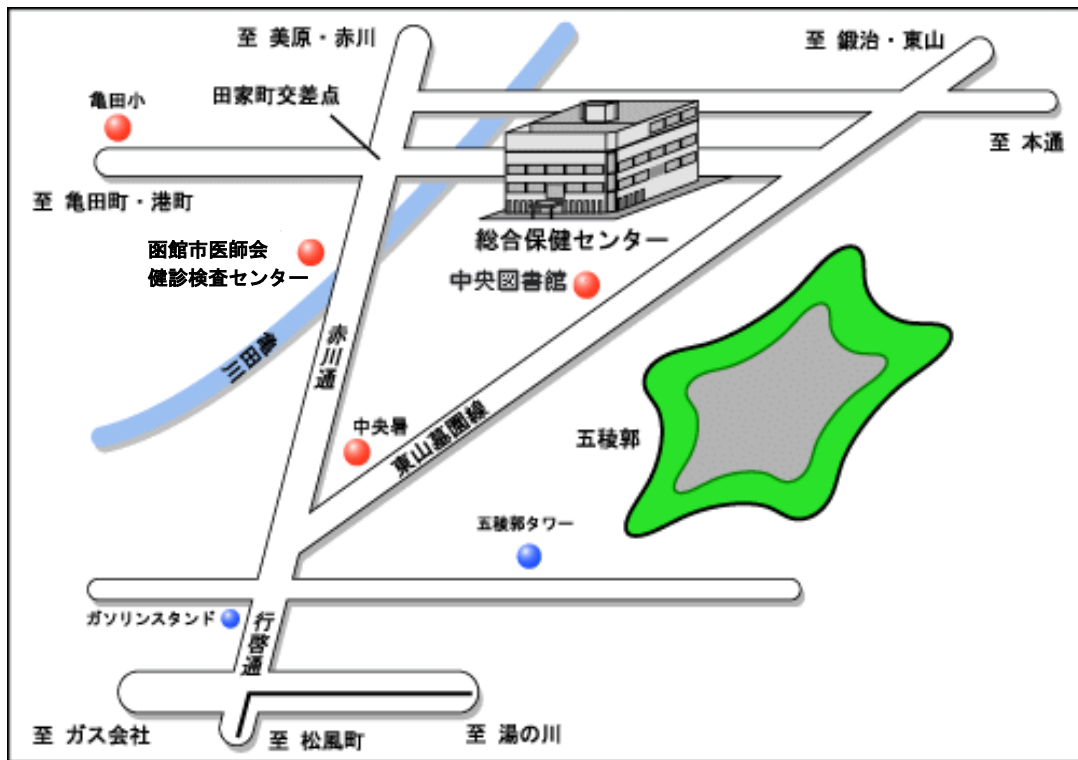 至 美原・赤川
至 鍛治・東山
田家町交差点
亀田小
至 本通
至 亀田町・港町
函館市医師会
健診検査センター
総合保健センター
中央図書館
亀田川
赤川通
中央暑
東山墓園線
五稜郭
五稜郭タワー
ガソリンスタンド
行啓通
至 ガス会社
至 松風町
至 湯の川